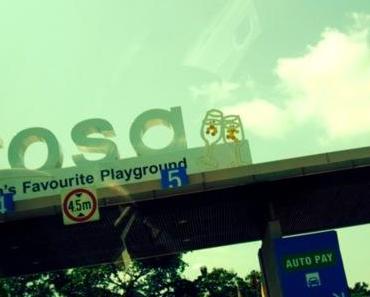 osa
's Favourite Playground
5
4.5m
AUTO PAY